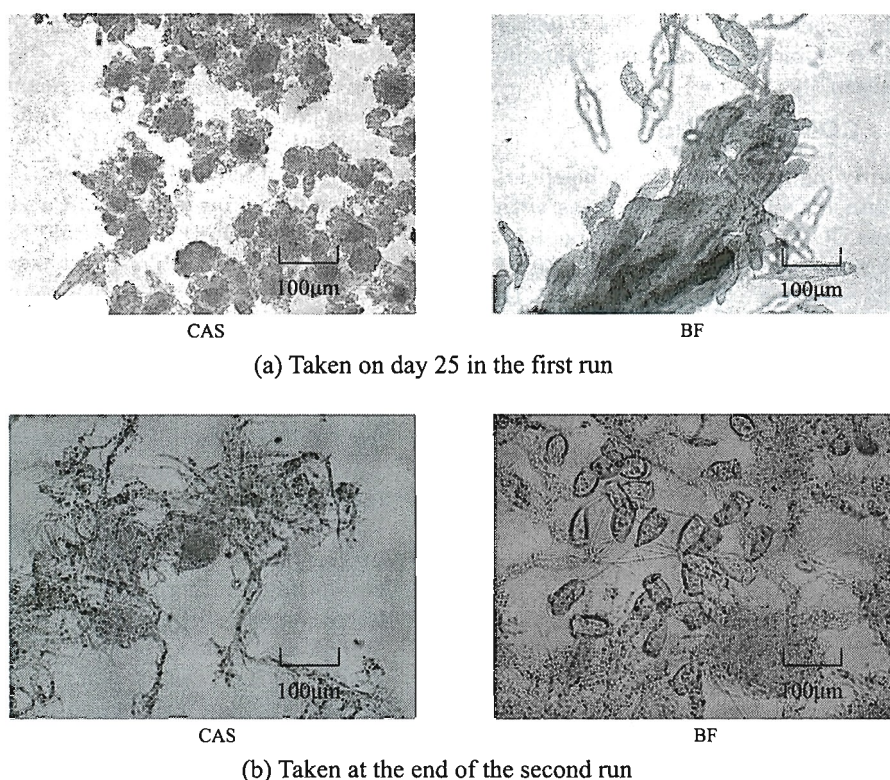 100μm
100μm
CAS
BF
(a) Taken on day 25 in the first run
100μm
100μm
CAS
BF
(b) Taken at the end of the second run